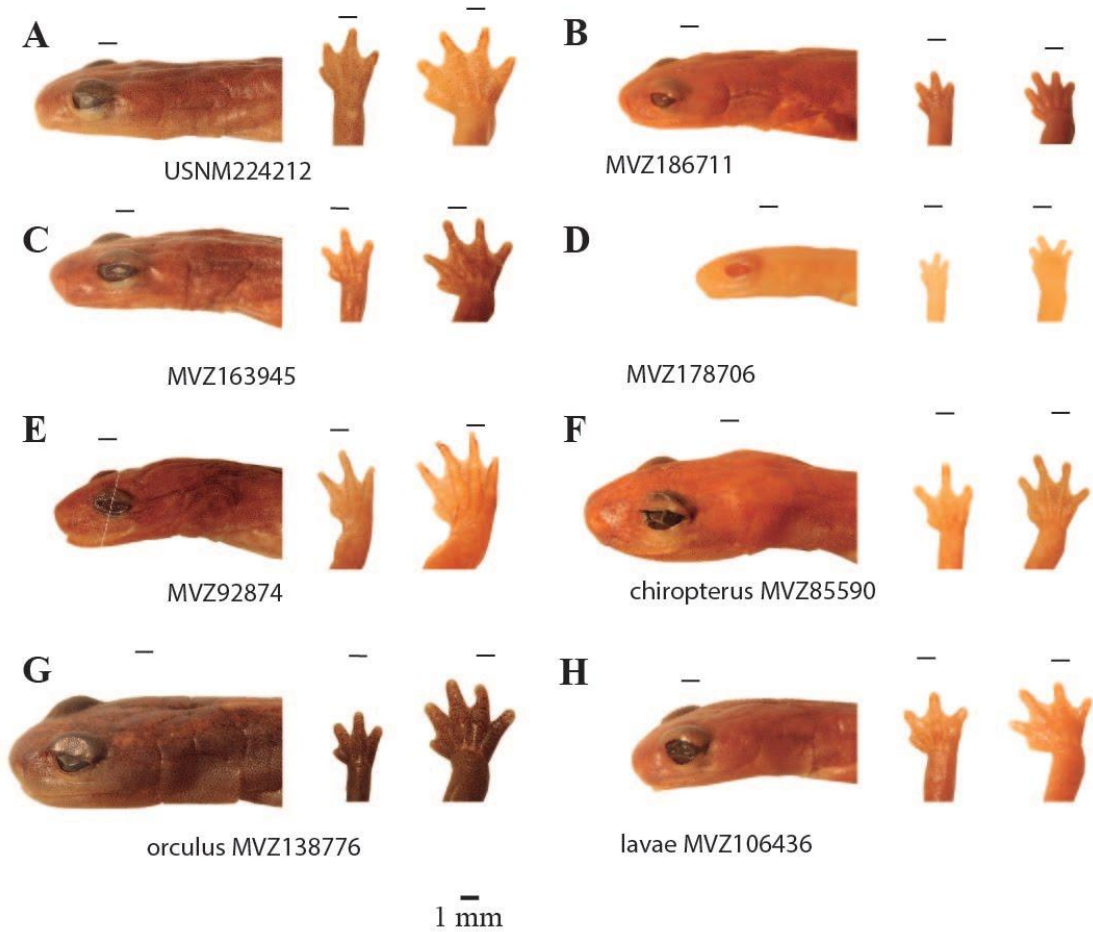 A
B
USNM224212
MVZ186711
C
D
MVZ163945
MVZ178706
E
F
MVZ92874
chiropterus MVZ85590
G
H
orculus MVZ138776
lavae MVZ106436
1 mm